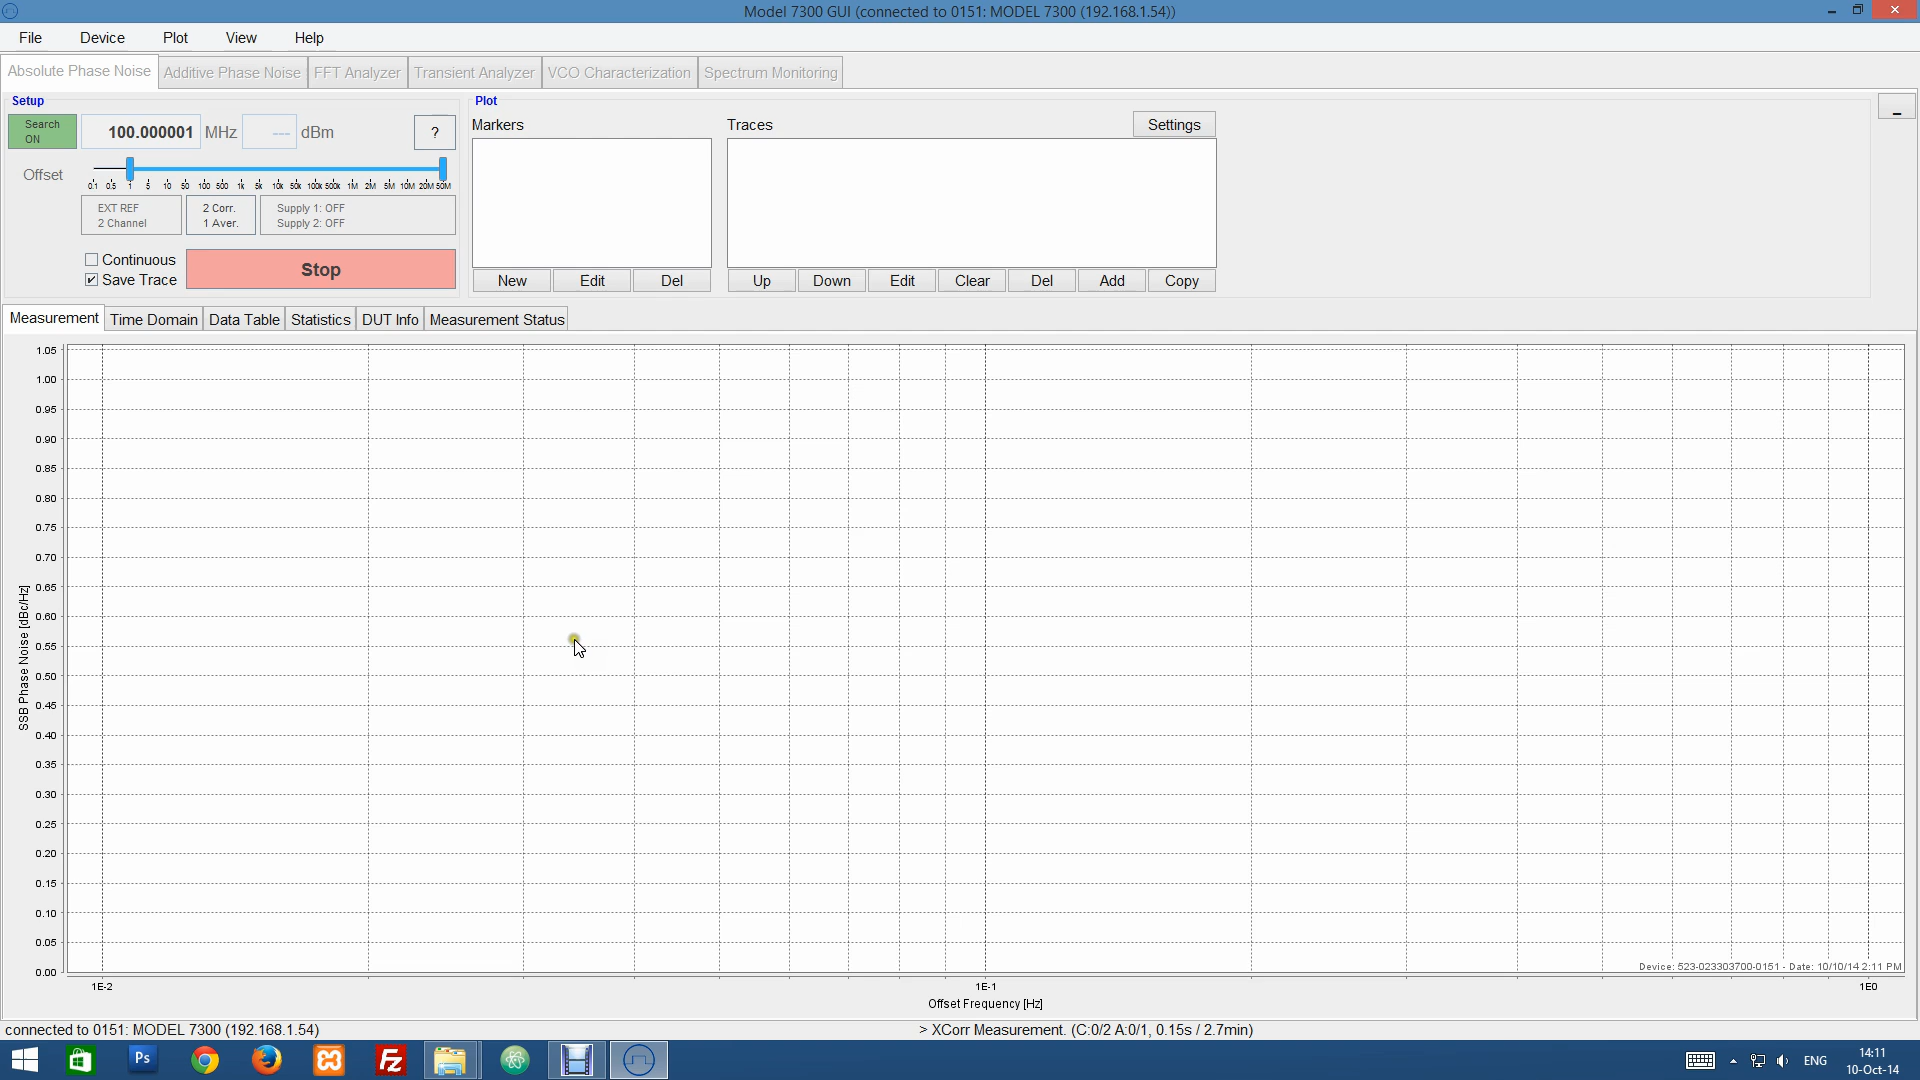 Model 7300 GUI (connected to 0151: MODEL 7300 (192.168.1.54))
File Device Plot View Help
Absolute Phase Noise Additive Phase Noise FFT Analyzer Transient Analyzer VCO Characterization Spectrum Monitoring
Setup
Search
ON
100.000001 MHz --- dBm ?
Offset
0.1 0.5 1 5 10 50 100 500 1k 5k 10k 50k 100k 500k 1M 2M 5M 10M 20M 50M
EXT REF
2 Channel
2 Corr.
1 Aver.
Supply 1: OFF
Supply 2: OFF
Continuous
Save Trace
Stop
Plot
Markers
New Edit Del
Traces
Settings
Up Down Edit Clear Del Add Copy
Measurement Time Domain Data Table Statistics DUT Info Measurement Status
SSB Phase Noise [dBc/Hz]
1.05
1.00
0.95
0.90
0.85
0.80
0.75
0.70
0.65
0.60
0.55
0.50
0.45
0.40
0.35
0.30
0.25
0.20
0.15
0.10
0.05
0.00
Device: 523-023303700-0151 - Date: 10/10/14 2:11 PM
1E-2 1E-1 1E0
Offset Frequency [Hz]
connected to 0151: MODEL 7300 (192.168.1.54)
> XCorr Measurement. (C:0/2 A:0/1, 0.15s / 2.7min)
Ps
Fz
ENG
14:11
10-Oct-14